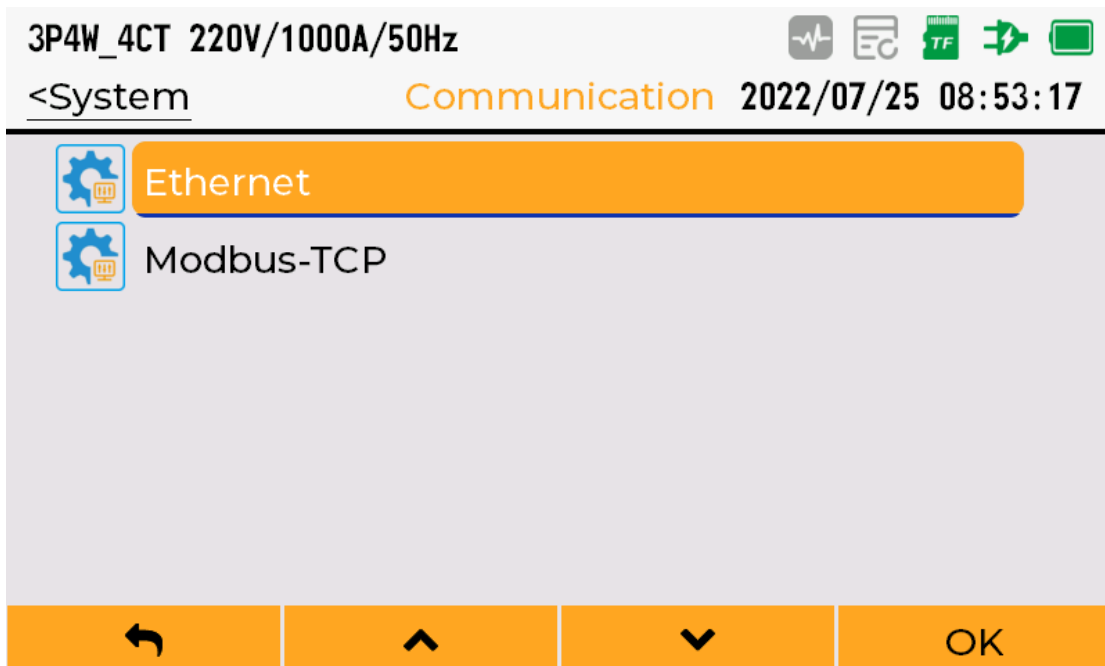 3P4W_4CT 220V/1000A/50Hz TF
<System Communication 2022/07/25 08:53:17
Ethernet
Modbus-TCP
OK